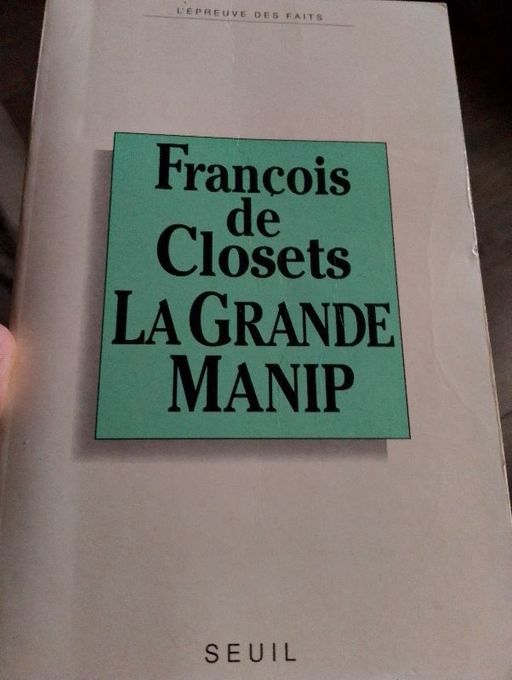 L'ÉPREUVE DES FAITS
François
de
Closets
LA GRANDE
MANIP
SEUIL